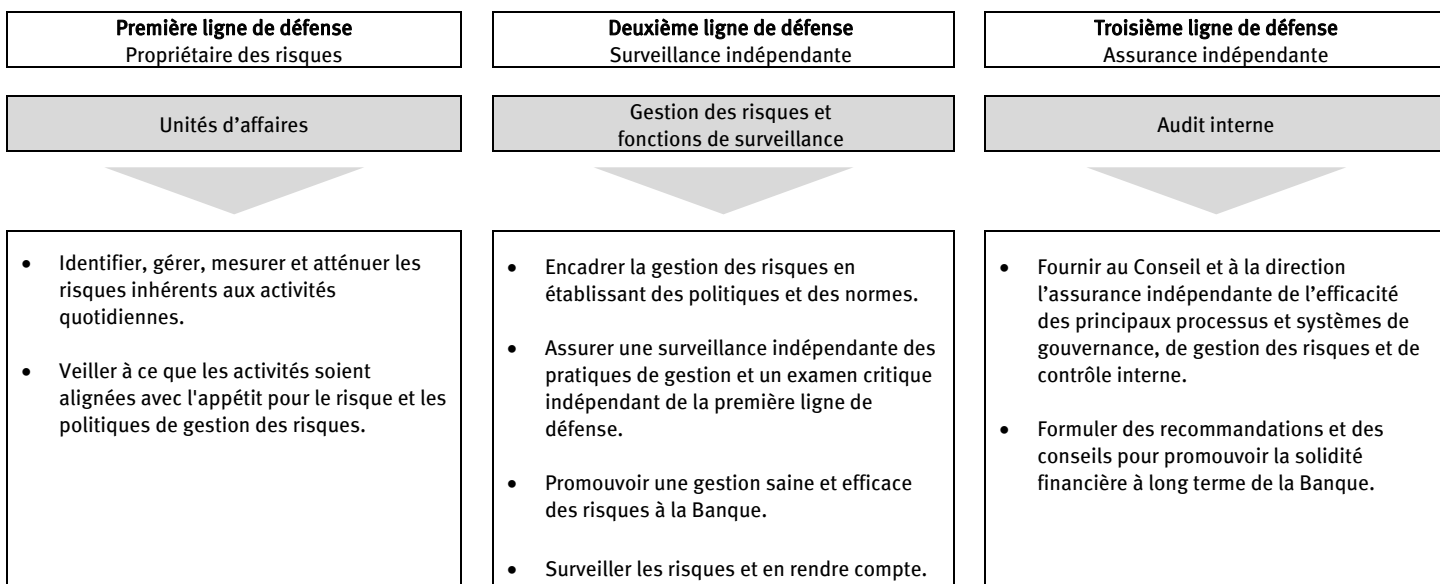 Première ligne de défense
Propriétaire des risques
Unités d’affaires
• Identifier, gérer, mesurer et atténuer les
risques inhérents aux activités
quotidiennes.
• Veiller à ce que les activités soient
alignées avec l'appétit pour le risque et les
politiques de gestion des risques.
Deuxième ligne de défense
Surveillance indépendante
Gestion des risques et
fonctions de surveillance
• Encadrer la gestion des risques en
établissant des politiques et des normes.
• Assurer une surveillance indépendante des
pratiques de gestion et un examen critique
indépendant de la première ligne de
défense.
• Promouvoir une gestion saine et efficace
des risques à la Banque.
• Surveiller les risques et en rendre compte.
Troisième ligne de défense
Assurance indépendante
Audit interne
• Fournir au Conseil et à la direction
l’assurance indépendante de l’efficacité
des principaux processus et systèmes de
gouvernance, de gestion des risques et de
contrôle interne.
• Formuler des recommandations et des
conseils pour promouvoir la solidité
financière à long terme de la Banque.